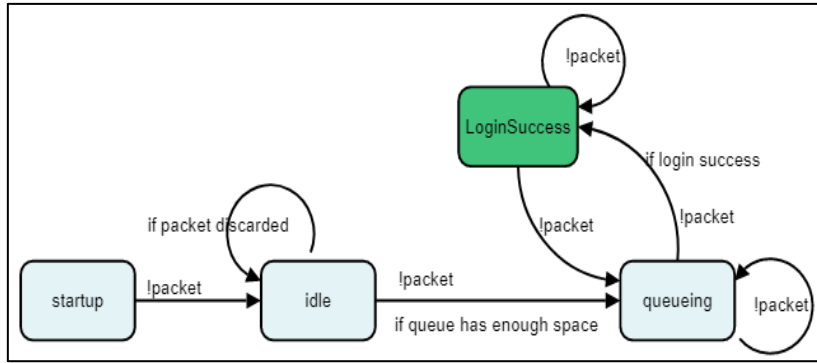 !packet
LoginSuccess
if login success
if packet discarded
!packet
!packet
startup
!packet
idle
!packet
if queue has enough space
queueing
!packet